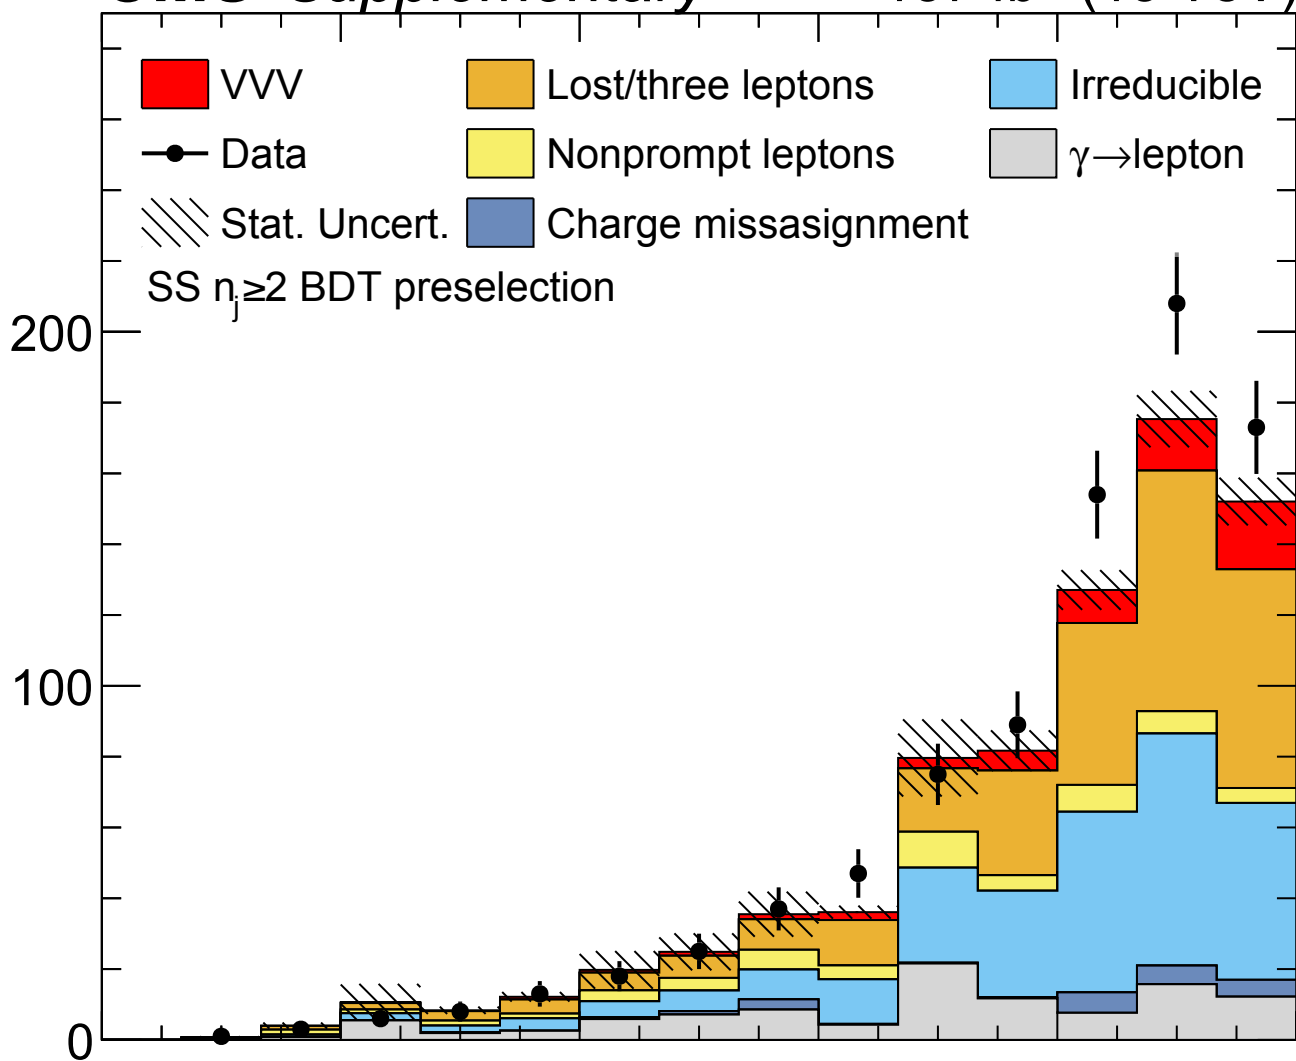 VVV
Lost/three leptons
Irreducible
Data
Nonprompt leptons
γ→lepton
Stat. Uncert.
Charge missasignment
SS nj≥2 BDT preselection
200
100
0